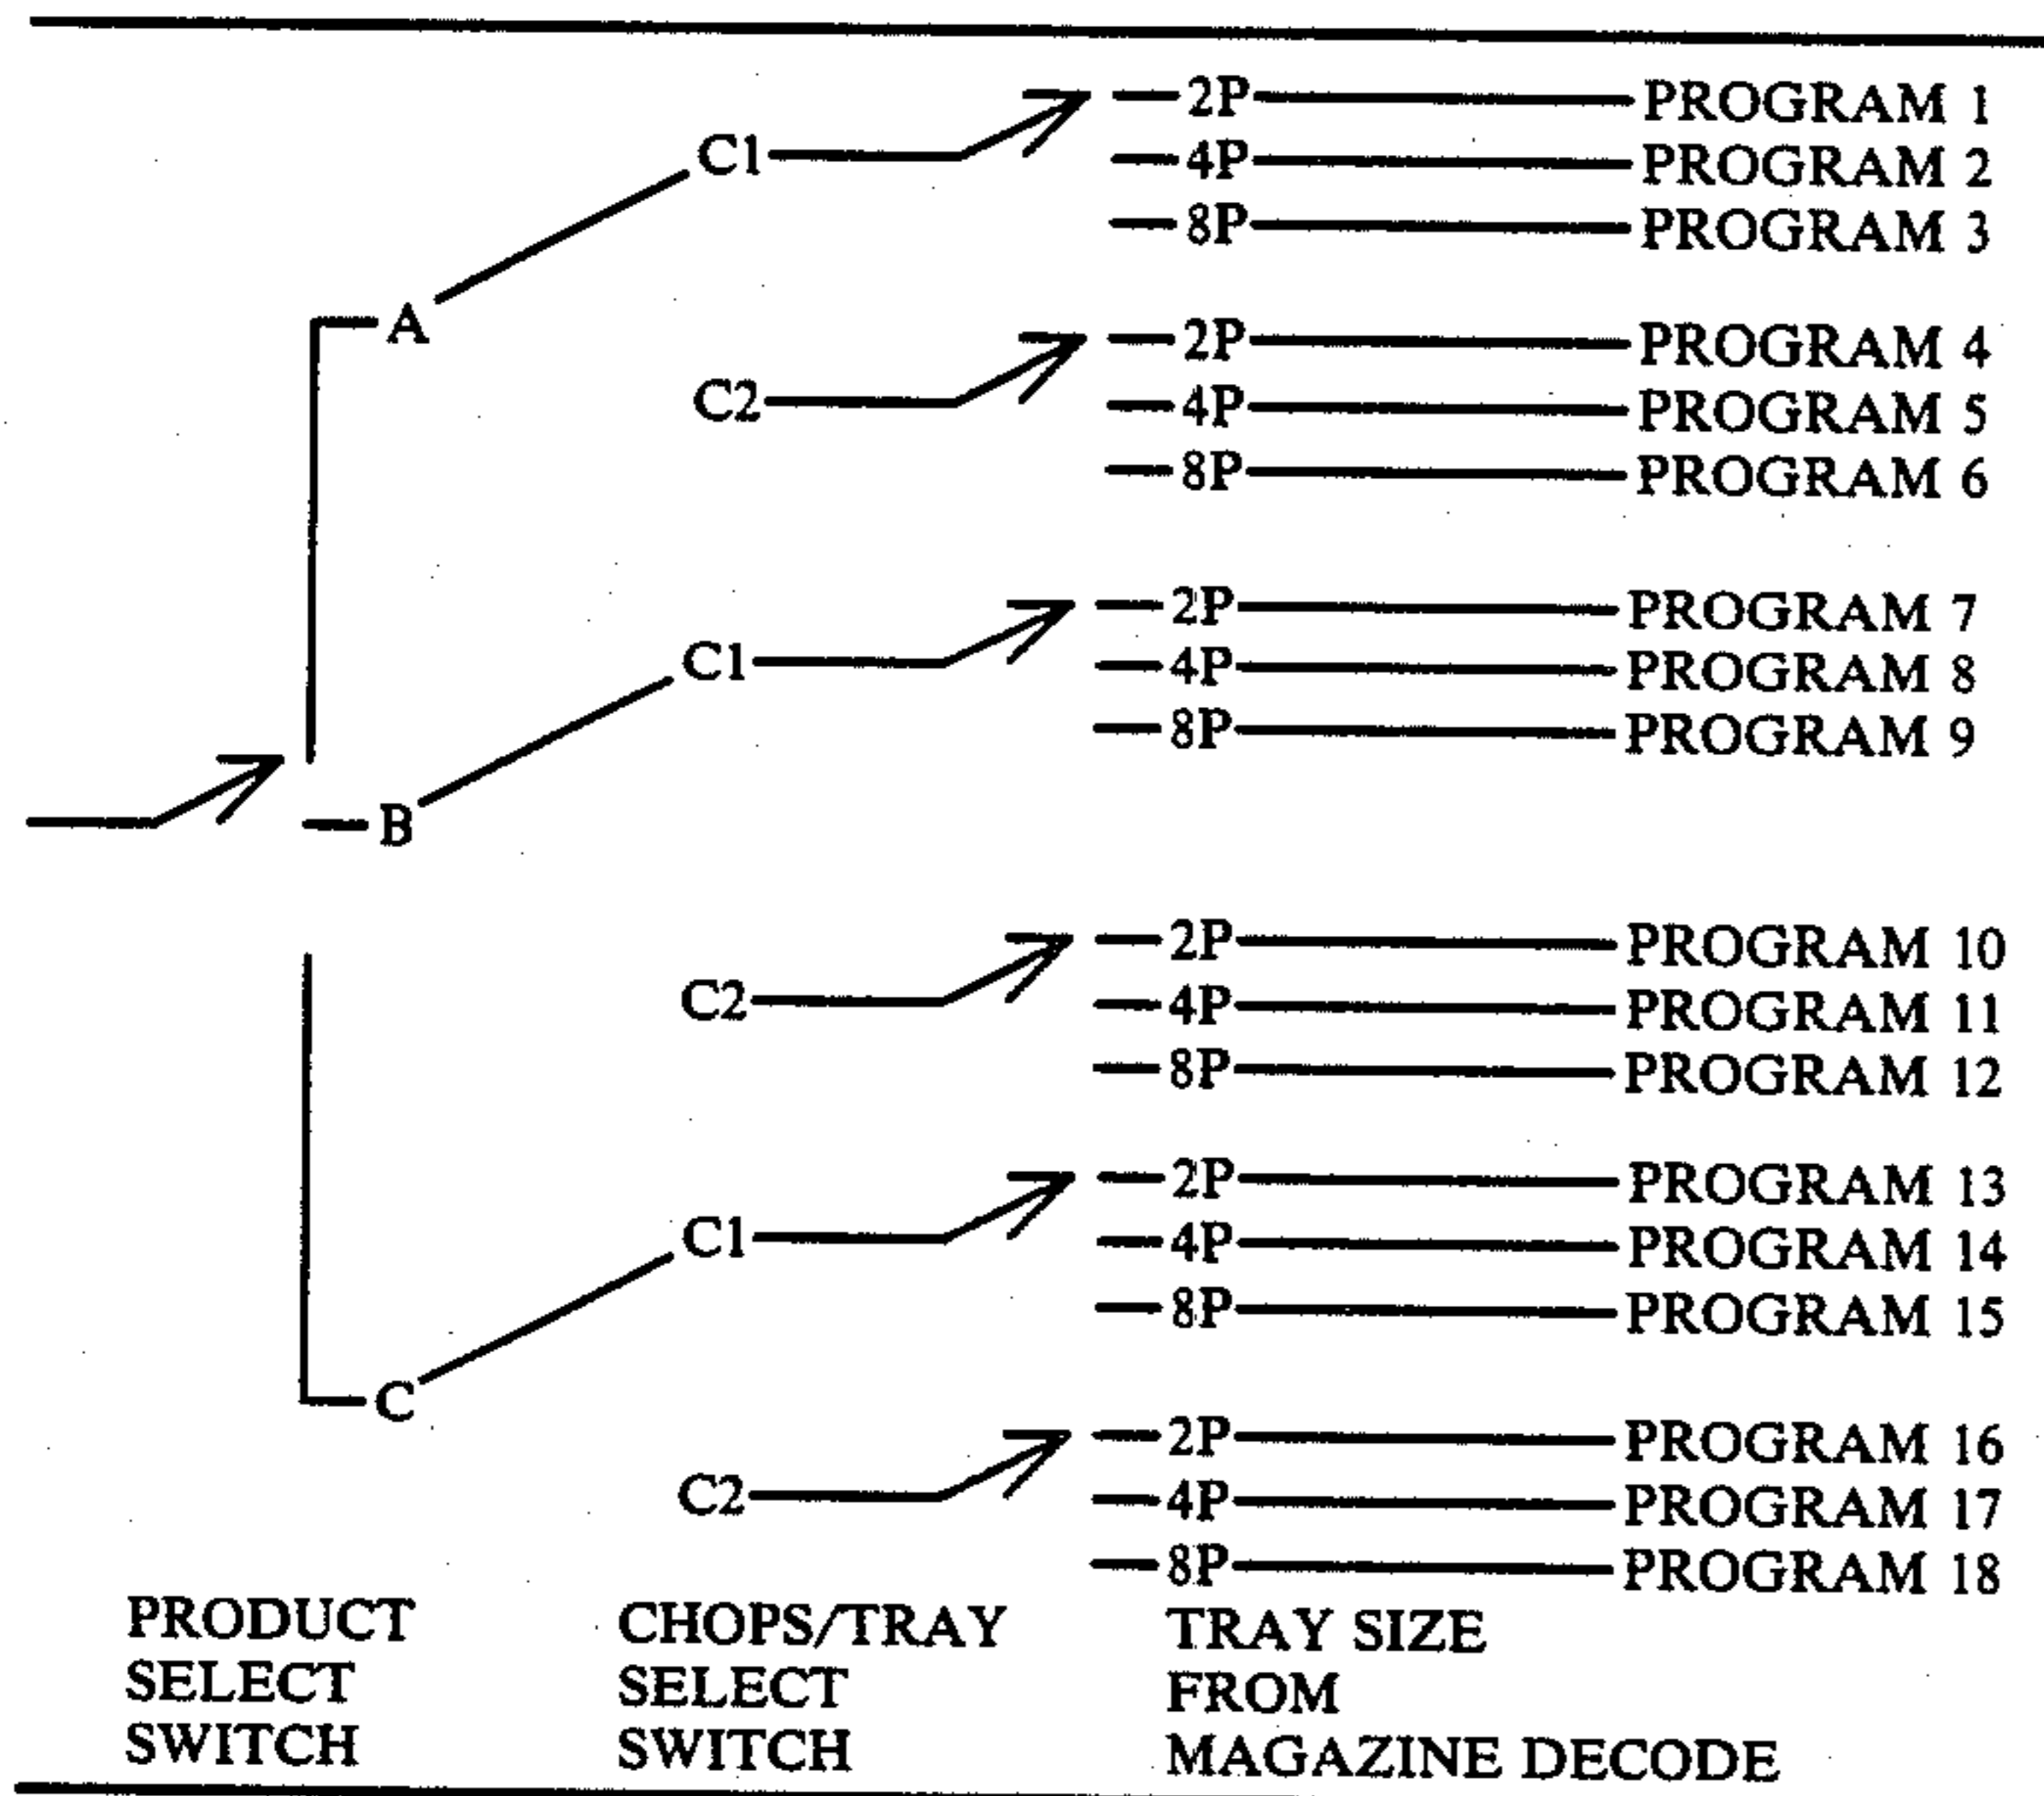 2P PROGRAM 1
C1 4P PROGRAM 2
8P PROGRAM 3
A 2P PROGRAM 4
C2 4P PROGRAM 5
8P PROGRAM 6
2P PROGRAM 7
C1 4P PROGRAM 8
8P PROGRAM 9
B
2P PROGRAM 10
C2 4P PROGRAM 11
8P PROGRAM 12
2P PROGRAM 13
C1 4P PROGRAM 14
8P PROGRAM 15
C
2P PROGRAM 16
C2 4P PROGRAM 17
8P PROGRAM 18
PRODUCT CHOPS/TRAY TRAY SIZE
SELECT SELECT FROM
SWITCH SWITCH MAGAZINE DECODE